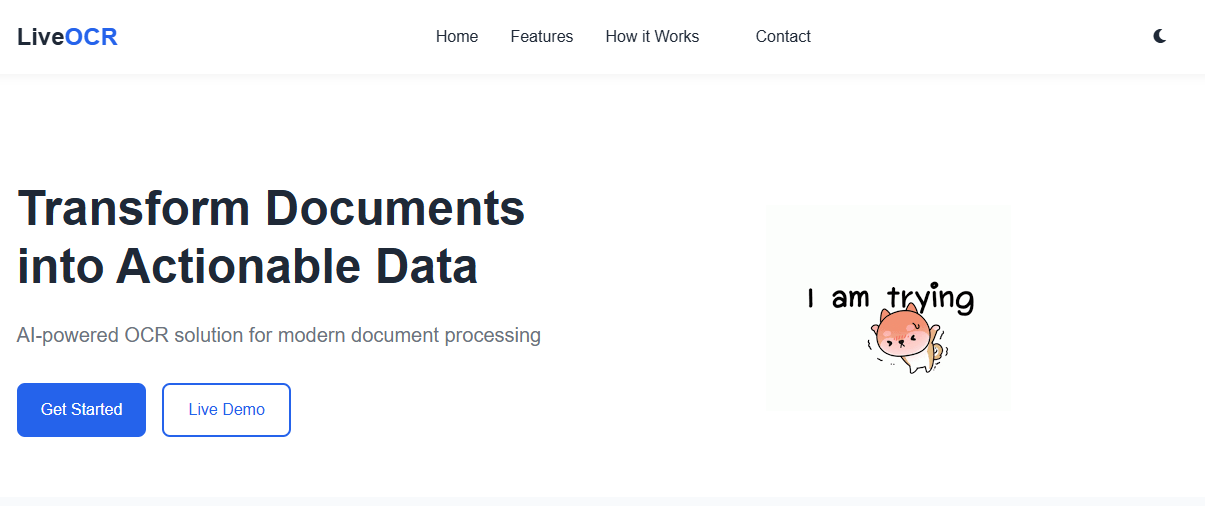 LiveOCR
Home Features How it Works Contact
Transform Documents
into Actionable Data
AI-powered OCR solution for modern document processing
Get Started Live Demo
I am trying